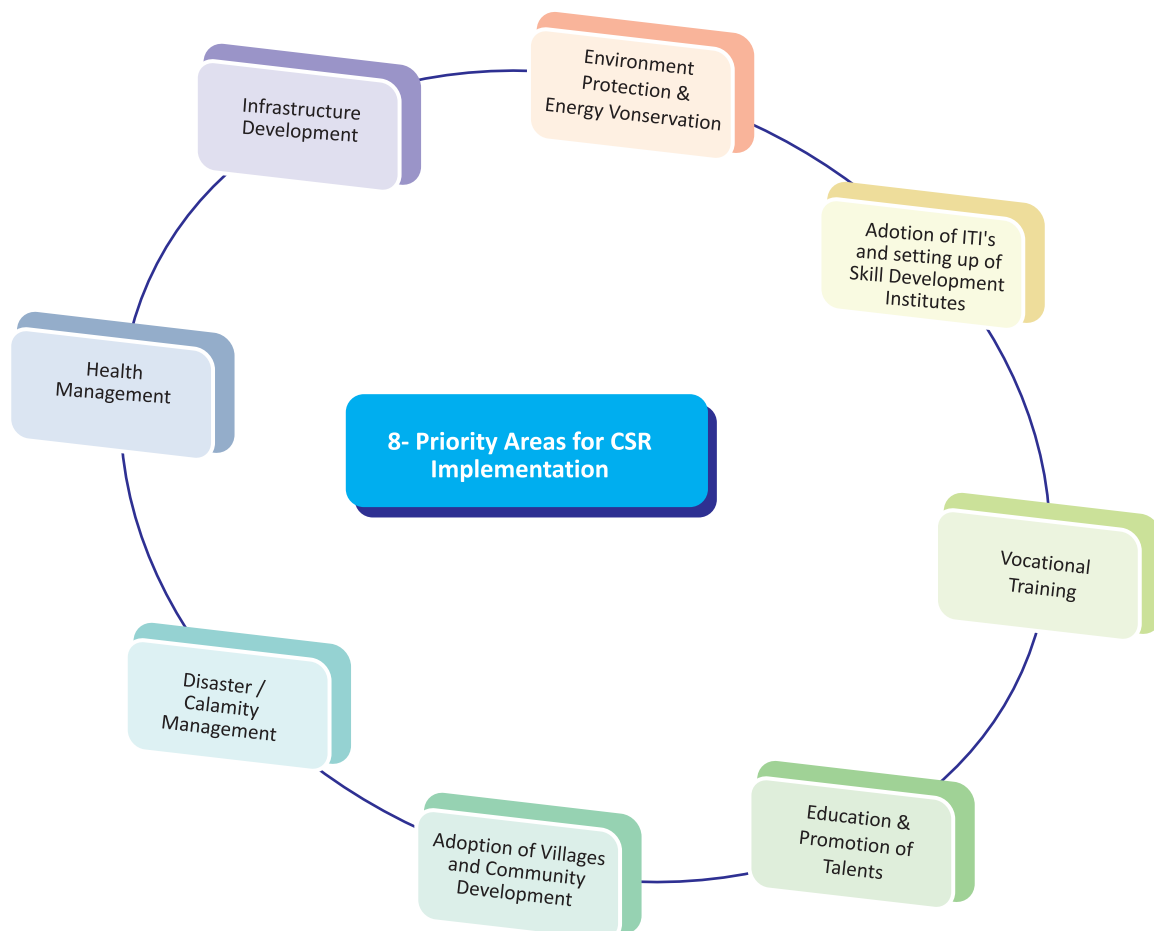 Environment
Protection &
Energy Vonservation
Infrastructure
Development
Adotion of ITI's
and setting up of
Skill Development
Institutes
Health
Management
8- Priority Areas for CSR
Implementation
Vocational
Training
Disaster /
Calamity
Management
Education &
Promotion of
Talents
Adoption of Villages
and Community
Development